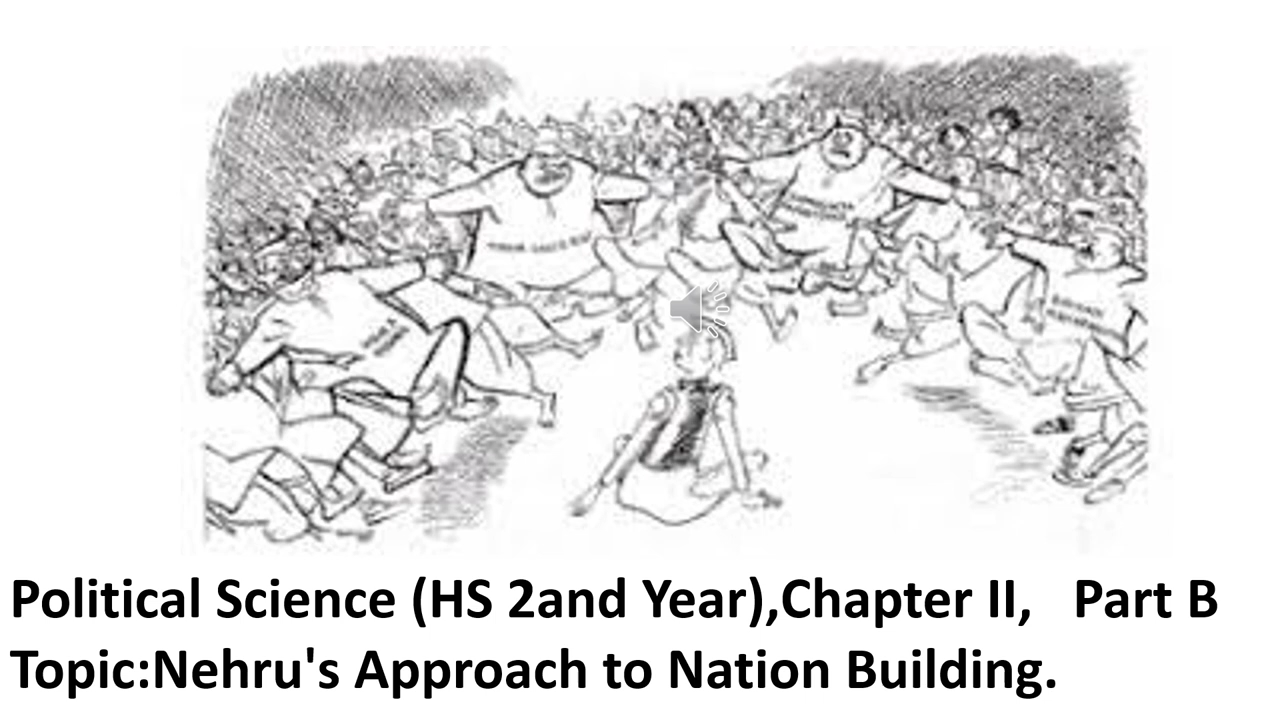 Political Science (HS 2and Year),Chapter II, Part B
Topic:Nehru's Approach to Nation Building.